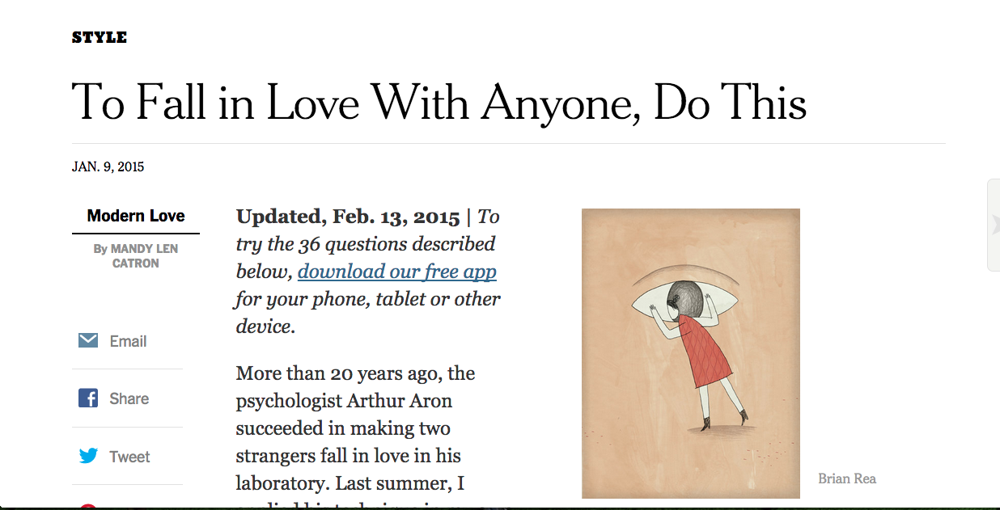 STYLE
To Fall in Love With Anyone, Do This
JAN. 9, 2015
Modern Love
By MANDY LEN
CATRON
Email
Share
Tweet
Updated, Feb. 13, 2015 | To
try the 36 questions described
below, download our free app
for your phone, tablet or other
device.
More than 20 years ago, the
psychologist Arthur Aron
succeeded in making two
strangers fall in love in his
laboratory. Last summer, I
Brian Rea